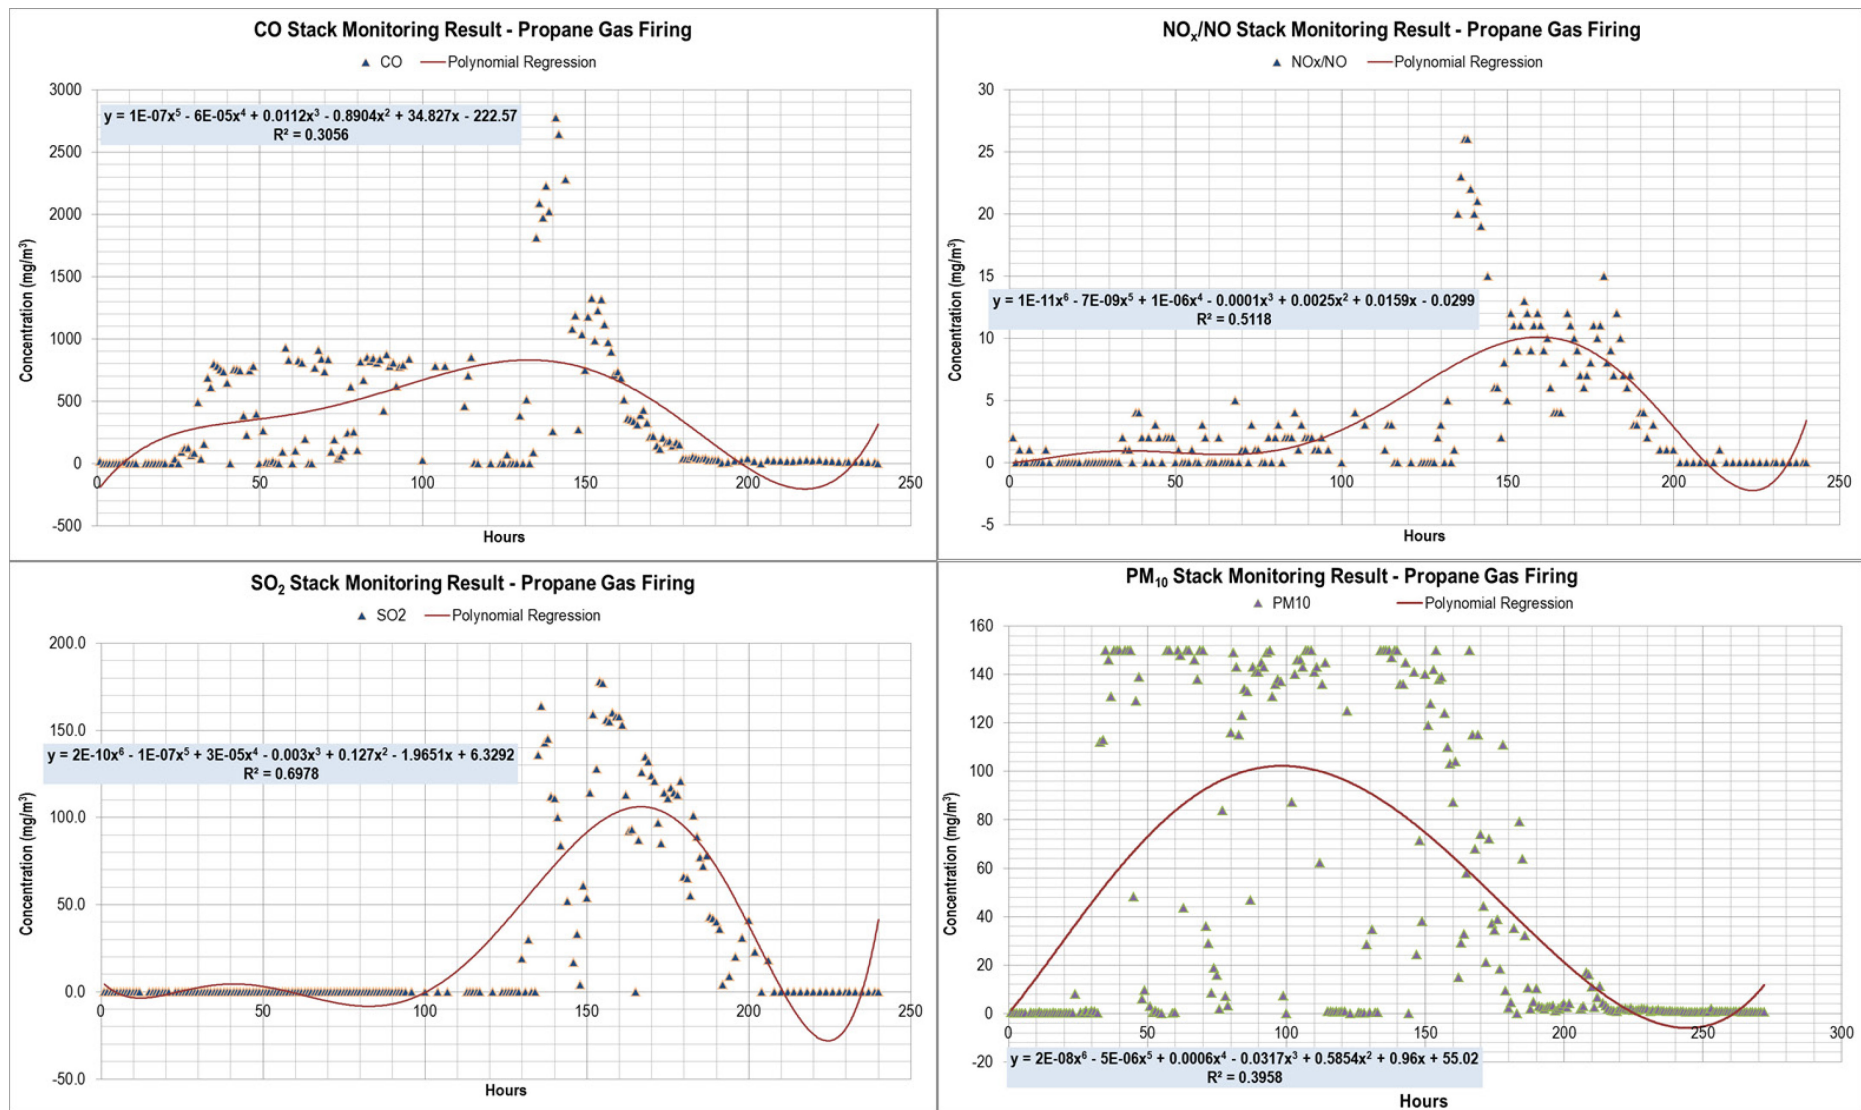 CO Stack Monitoring Result - Propane Gas Firing
CO Polynomial Regression
y = 1E-07x⁵ - 6E-05x⁴ + 0.0112x³ - 0.8904x² + 34.827x - 222.57
R² = 0.3056
3000
2500
2000
1500
1000
500
0
-500
0 50 100 150 200 250
Concentration (mg/m³)
Hours
NOₓ/NO Stack Monitoring Result - Propane Gas Firing
NOx/NO Polynomial Regression
y = 1E-11x⁶ - 7E-09x⁵ + 1E-06x⁴ - 0.0001x³ + 0.0025x² + 0.0159x - 0.0299
R² = 0.5118
30
25
20
15
10
5
0
-5
0 50 100 150 200 250
Concentration (mg/m³)
Hours
SO₂ Stack Monitoring Result - Propane Gas Firing
SO2 Polynomial Regression
y = 2E-10x⁶ - 1E-07x⁵ + 3E-05x⁴ - 0.003x³ + 0.127x² - 1.9651x + 6.3292
R² = 0.6978
200.0
150.0
100.0
50.0
0.0
-50.0
0 50 100 150 200 250
Concentration (mg/m³)
Hours
PM₁₀ Stack Monitoring Result - Propane Gas Firing
PM10 Polynomial Regression
160
140
120
100
80
60
40
20
0
-20
0 50 100 150 200 250 300
Concentration (mg/m³)
y = 2E-08x⁶ - 5E-06x⁵ + 0.0006x⁴ - 0.0317x³ + 0.5854x² + 0.96x + 55.02
R² = 0.3958
Hours